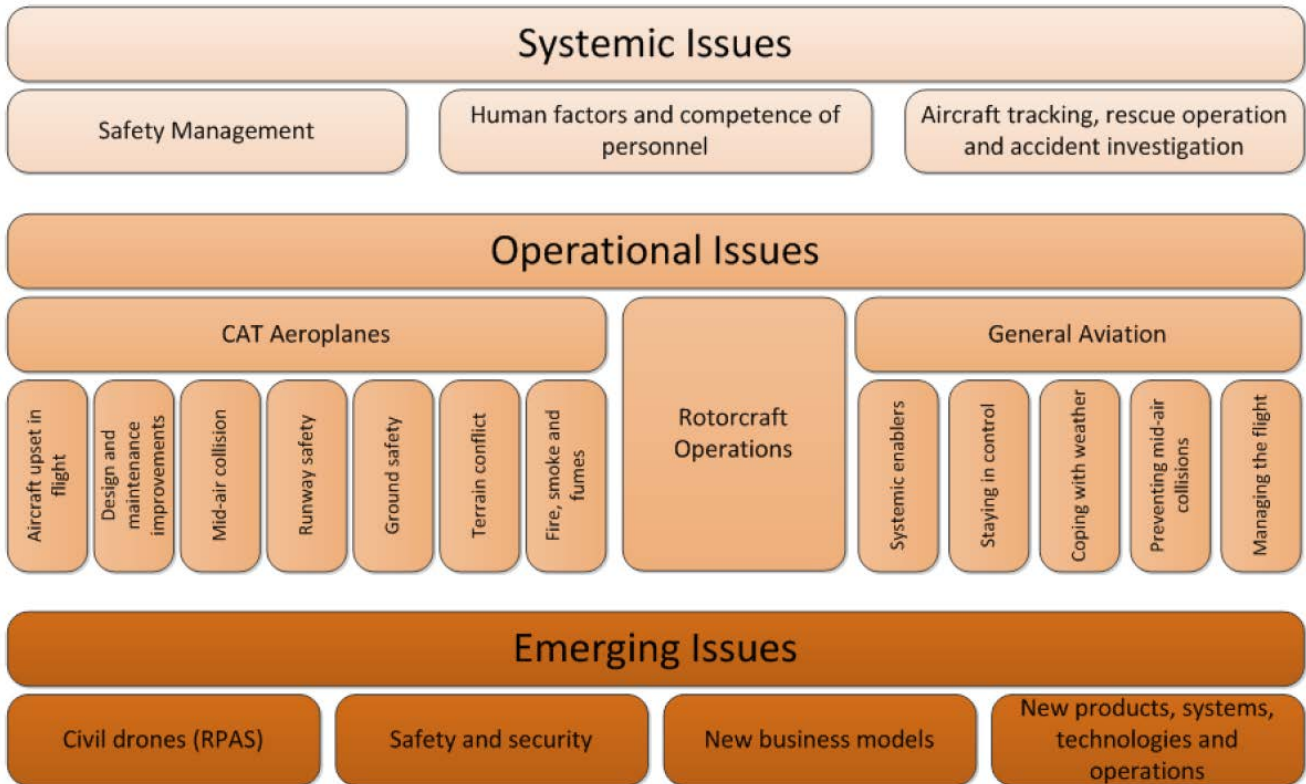 Systemic Issues
Safety Management
Human factors and competence of
personnel
Aircraft tracking, rescue operation
and accident investigation
Operational Issues
CAT Aeroplanes
Aircraft upset in
flight
Design and
maintenance
improvements
Mid-air collision
Runway safety
Ground safety
Terrain conflict
Fire, smoke and
fumes
Rotorcraft
Operations
General Aviation
Systemic enablers
Staying in control
Coping with weather
Preventing mid-air
collisions
Managing the flight
Emerging Issues
Civil drones (RPAS)
Safety and security
New business models
New products, systems,
technologies and
operations